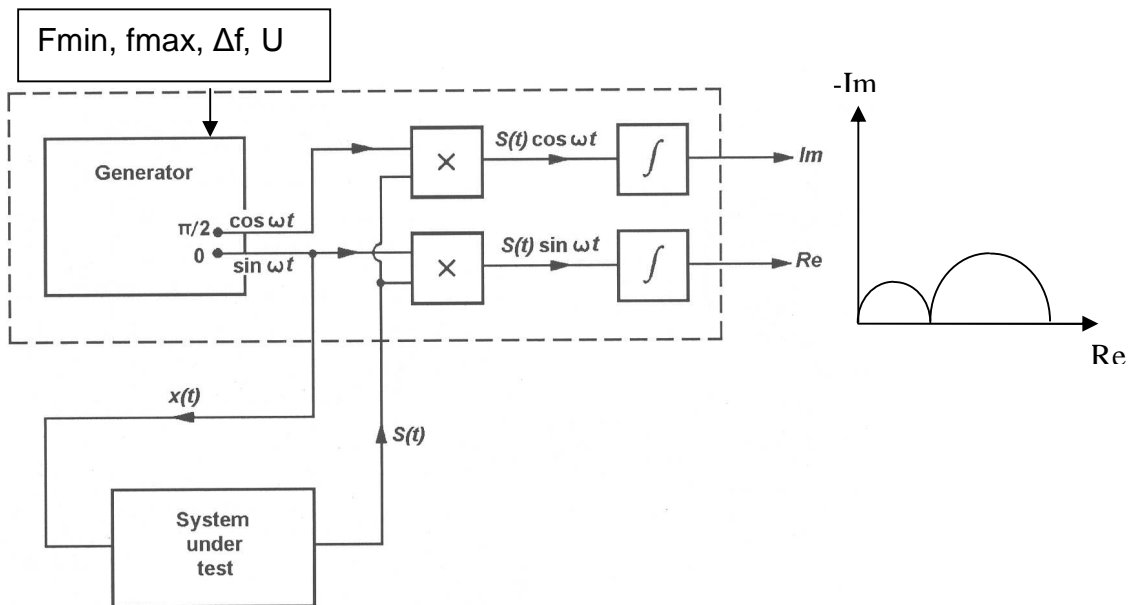 Fmin, fmax, Δf, U
Generator
π/2
cos ωt
0
sin ωt
×
S(t) cos ωt
∫
Im
×
S(t) sin ωt
∫
Re
x(t)
S(t)
System
under
test
-Im
Re